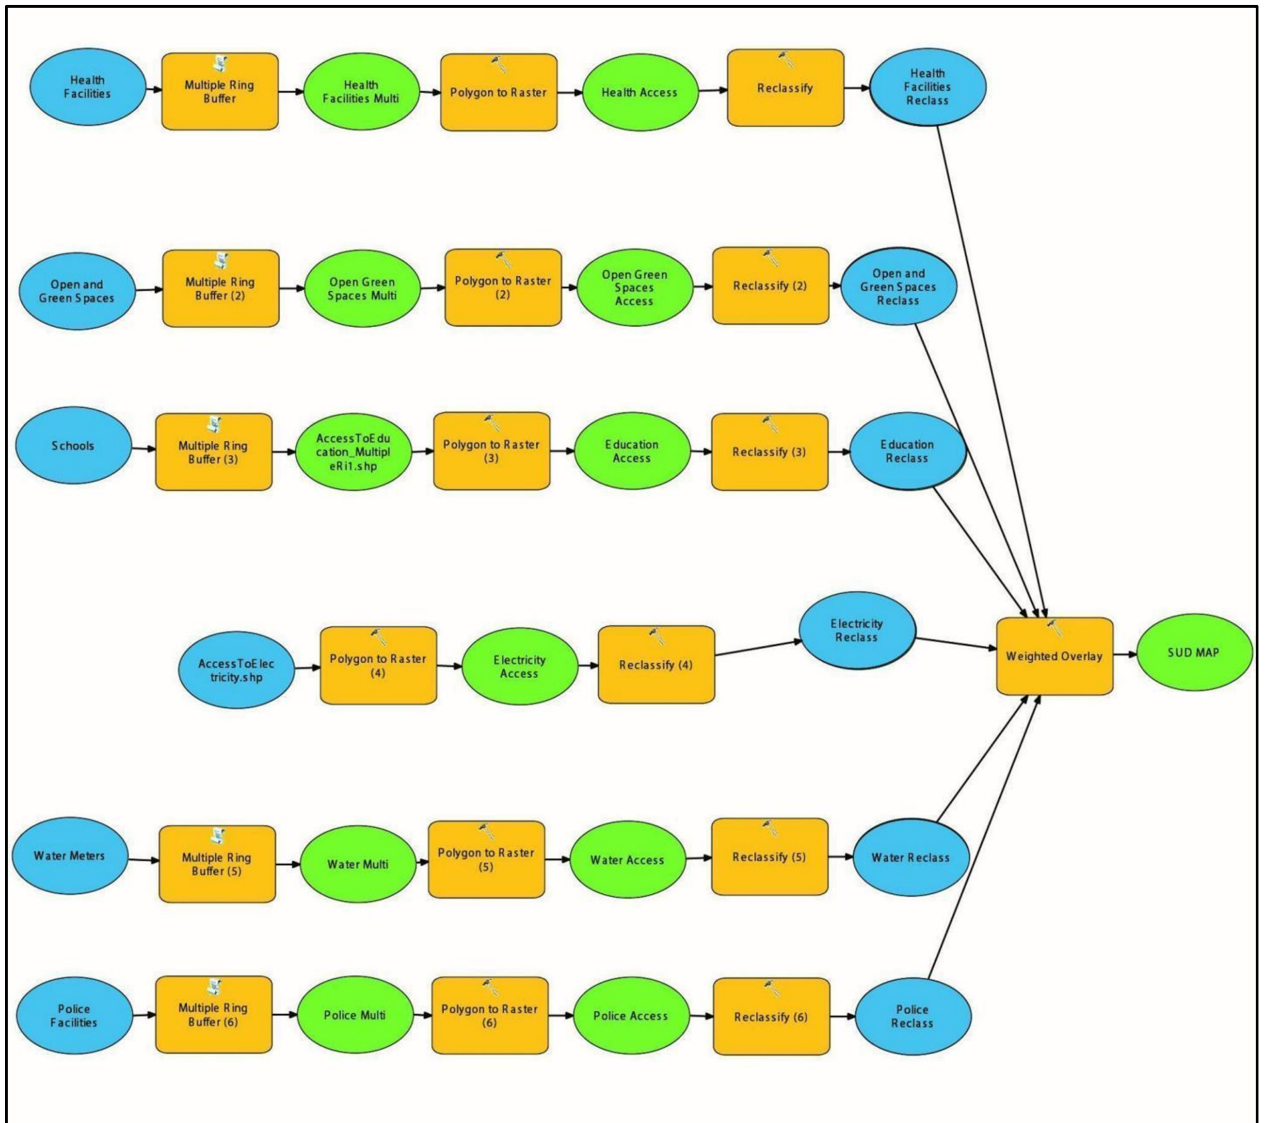 Health
Facilities
Multiple Ring
Buffer
Health
Facilities Multi
Polygon to Raster
Health Access
Reclassify
Health
Facilities
Reclass
Open and
Green Spaces
Multiple Ring
Buffer (2)
Open Green
Spaces Multi
Polygon to Raster
(2)
Open Green
Spaces
Access
Reclassify (2)
Open and
Green Spaces
Reclass
Schools
Multiple Ring
Buffer (3)
AccessToEdu
cation_Multipl
eRi1.shp
Polygon to Raster
(3)
Education
Access
Reclassify (3)
Education
Reclass
AccessToElec
tricity.shp
Polygon to Raster
(4)
Electricity
Access
Reclassify (4)
Electricity
Reclass
Weighted Overlay
SUD MAP
Water Meters
Multiple Ring
Buffer (5)
Water Multi
Polygon to Raster
(5)
Water Access
Reclassify (5)
Water Reclass
Police
Facilities
Multiple Ring
Buffer (6)
Police Multi
Polygon to Raster
(6)
Police Access
Reclassify (6)
Police
Reclass